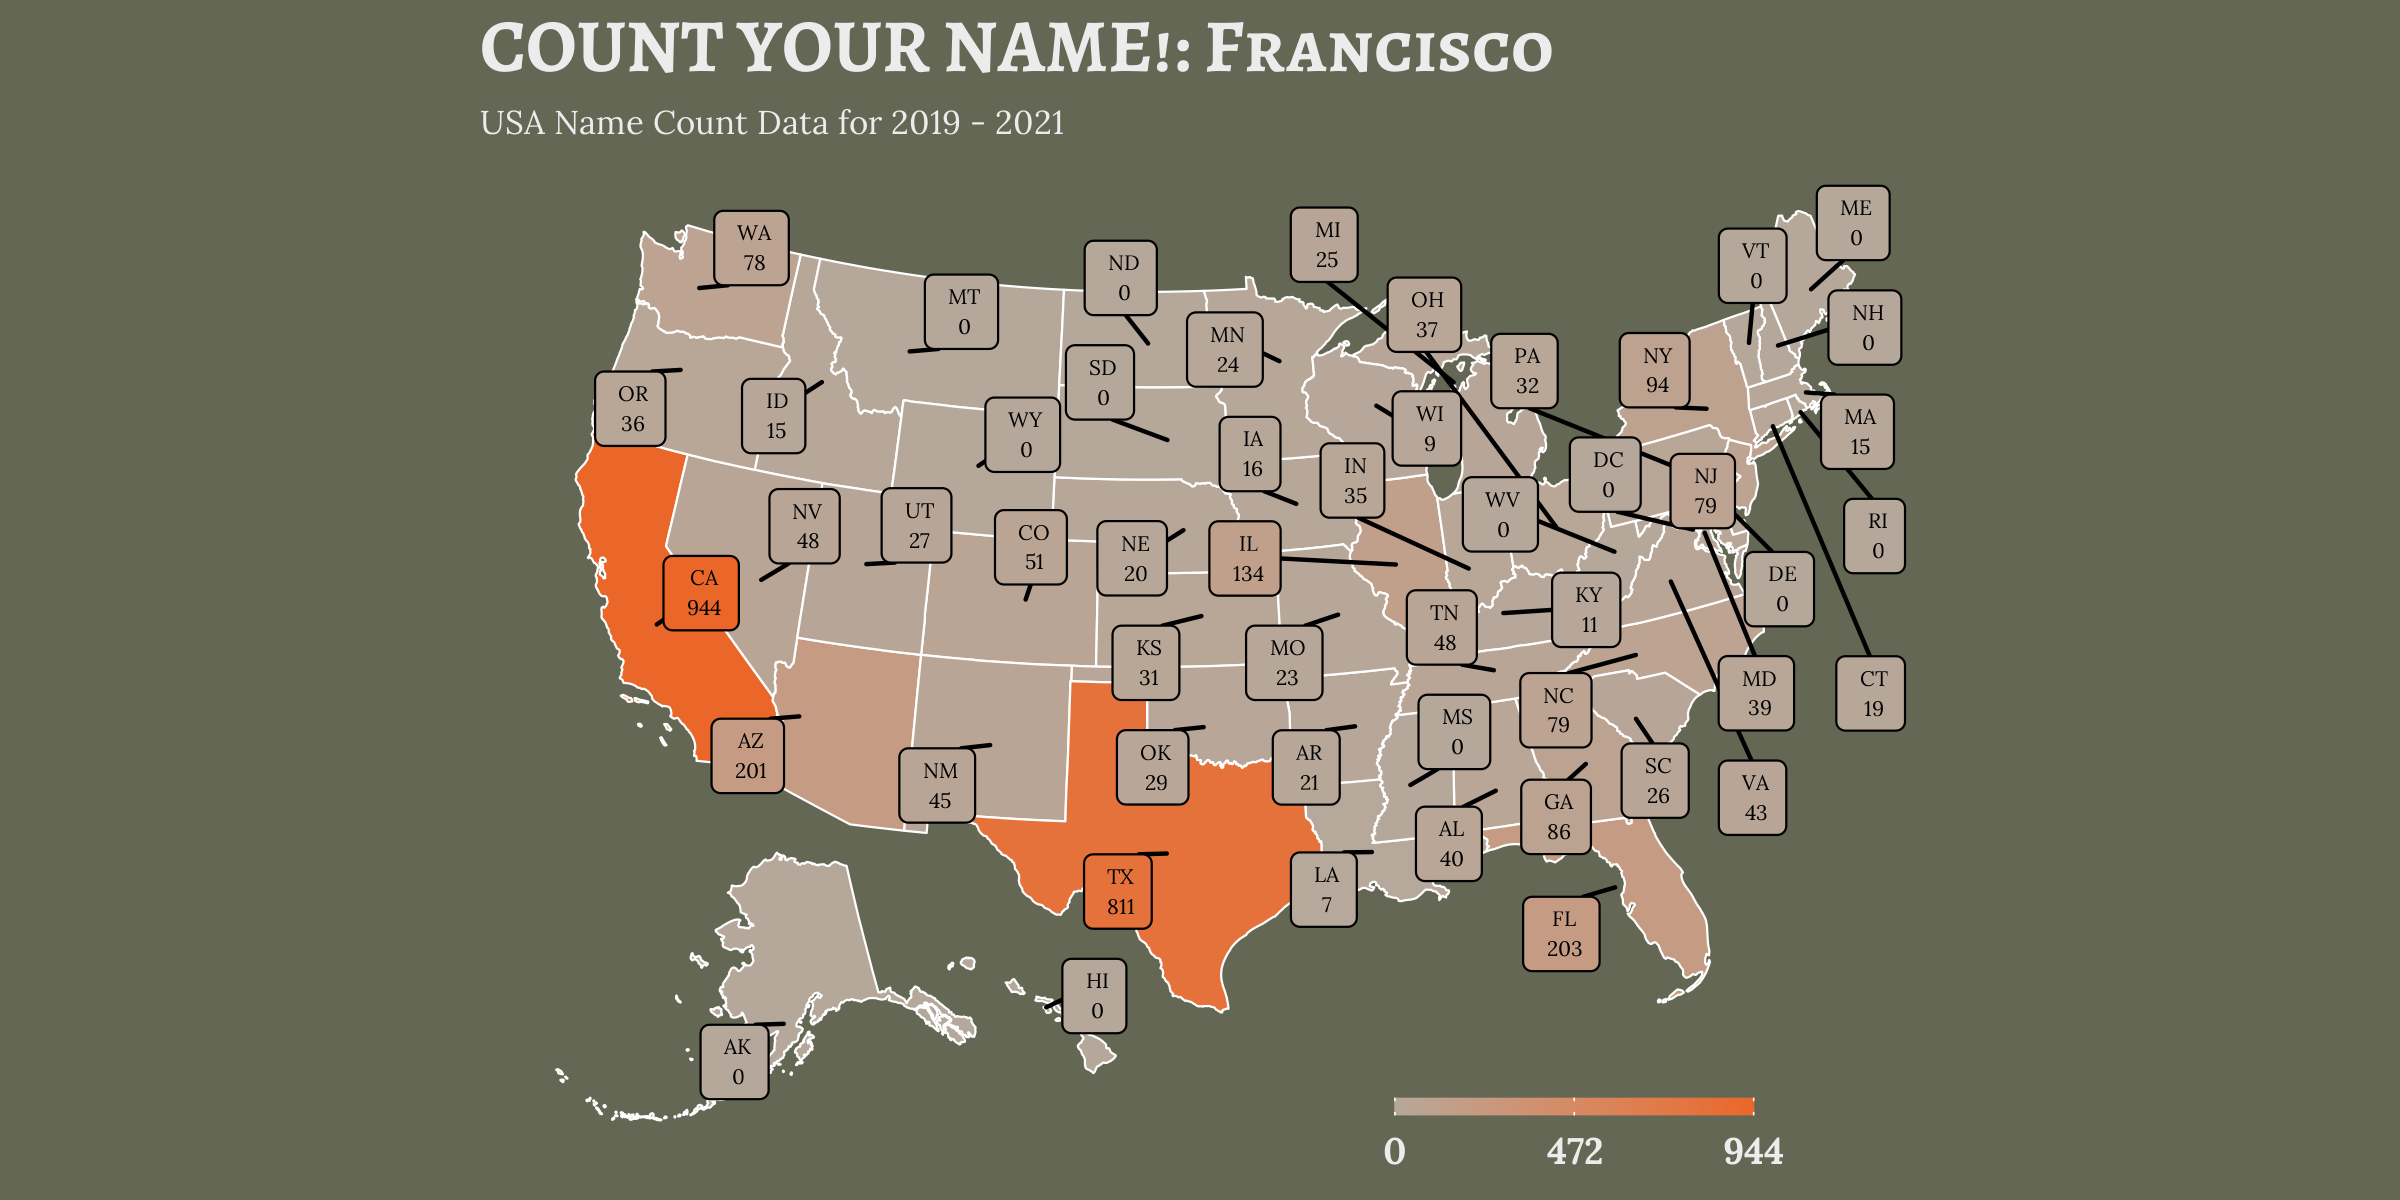 COUNT YOUR NAME!: Francisco
USA Name Count Data for 2019 - 2021
ME
0
MI
25
WA
78
VT
0
ND
0
MT
0
OH
37
NH
0
MN
24
PA
32
NY
94
SD
0
OR
36
ID
15
WY
0
WI
9
MA
15
IA
16
IN
35
DC
0
NJ
79
NV
48
UT
27
WV
0
RI
0
CO
51
NE
20
IL
134
CA
944
DE
0
KY
11
TN
48
KS
31
MO
23
MD
39
CT
19
NC
79
MS
0
AZ
201
NM
45
OK
29
AR
21
SC
26
VA
43
GA
86
AL
40
TX
811
LA
7
FL
203
HI
0
AK
0
0 472 944